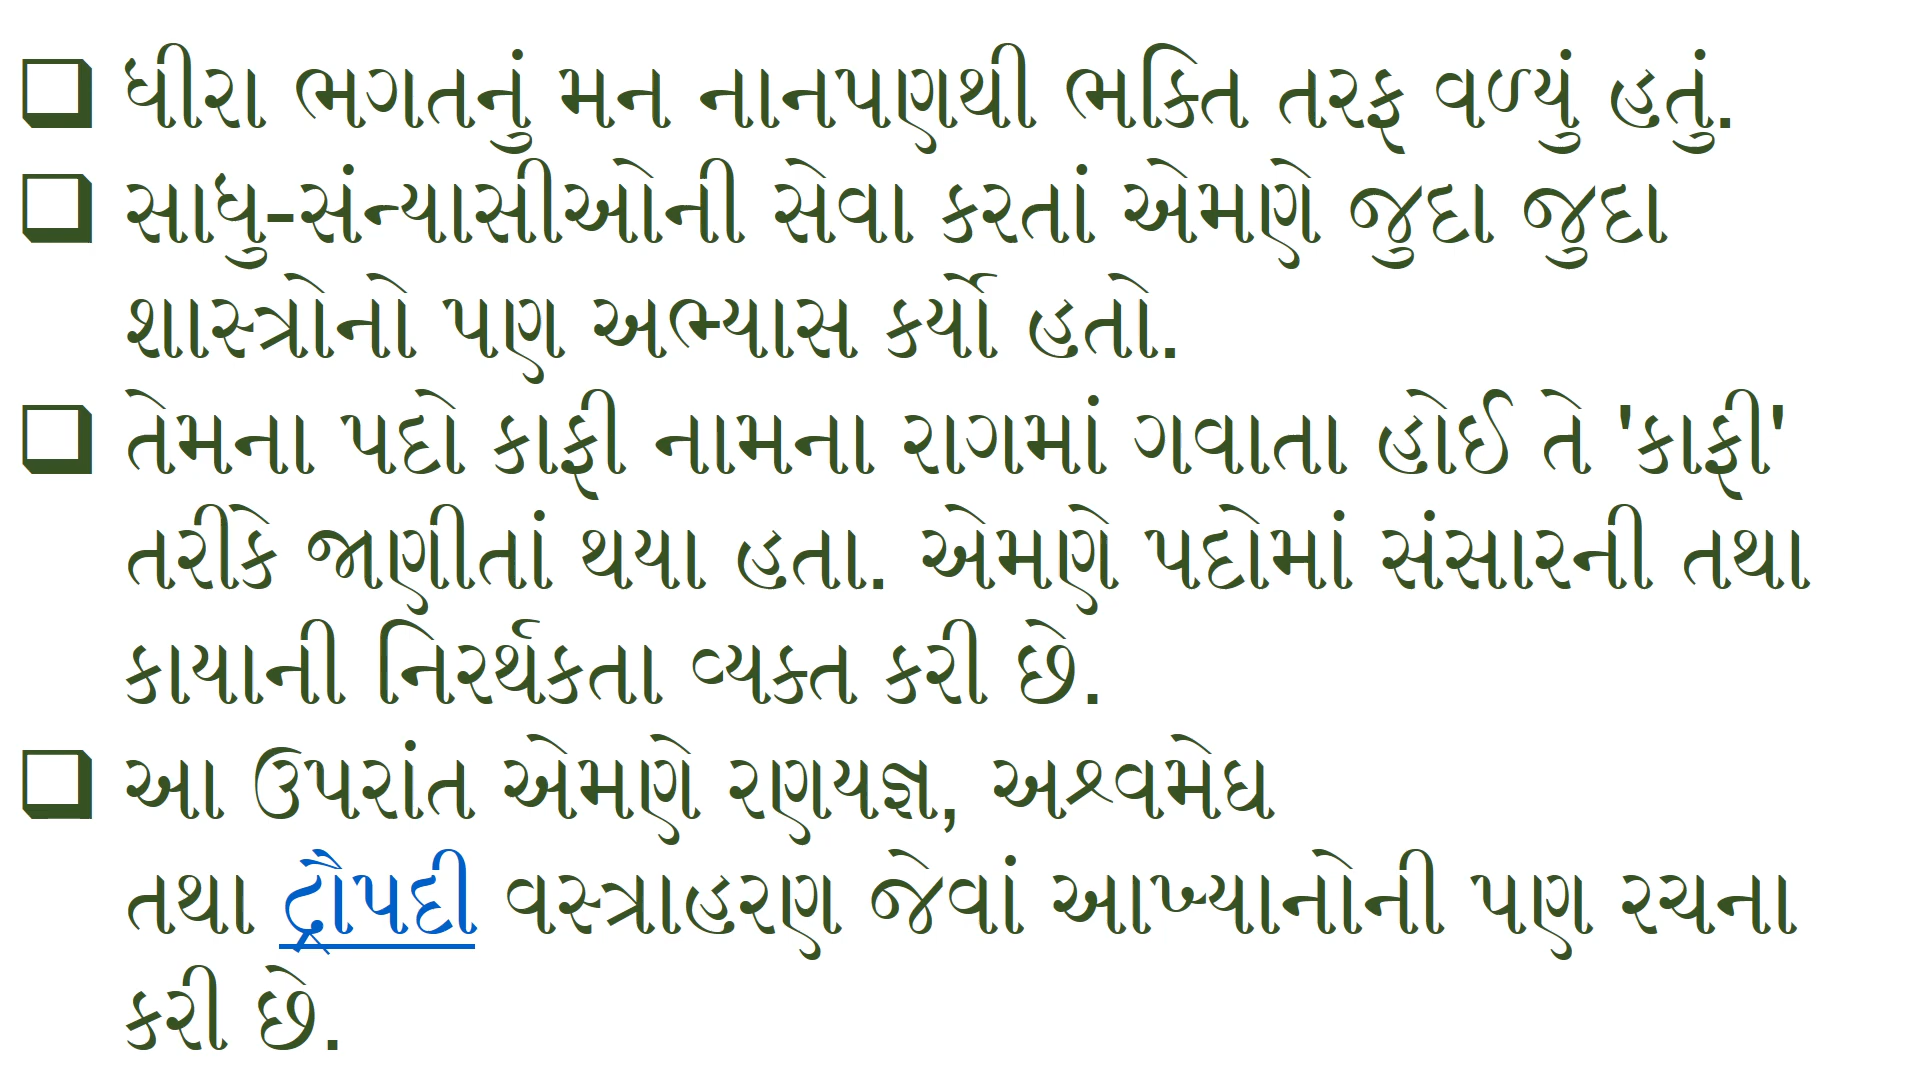 ❑ ધીરા ભગતનું મન નાનપણથી ભક્તિ તરફ વળ્યું હતું.
❑ સાધુ-સંન્યાસીઓની સેવા કરતાં એમણે જુદા જુદા
શાસ્ત્રોનો પણ અભ્યાસ કર્યો હતો.
❑ તેમના પદો કાફી નામના રાગમાં ગવાતા હોઈ તે 'કાફી'
તરીકે જાણીતાં થયા હતા. એમણે પદોમાં સંસારની તથા
કાયાની નિરર્થકતા વ્યક્ત કરી છે.
❑ આ ઉપરાંત એમણે રણયજ્ઞ, અશ્વમેઘ
તથા દ્રૌપદી વસ્ત્રાહરણ જેવાં આખ્યાનોની પણ રચના
કરી છે.